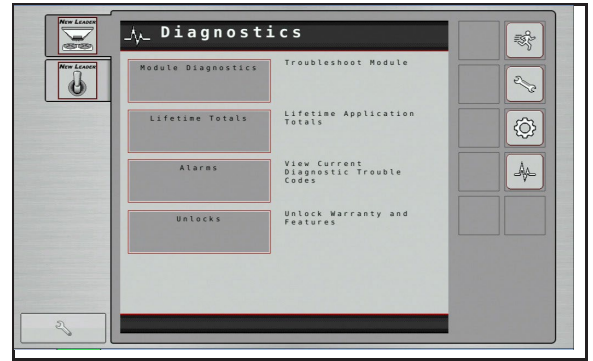 NEW LEADER
Diagnostics
NEW LEADER
Module Diagnostics
Troubleshoot Module
Lifetime Totals
Lifetime Application
Totals
Alarms
View Current
Diagnostic Trouble
Codes
Unlocks
Unlock Warranty and
Features